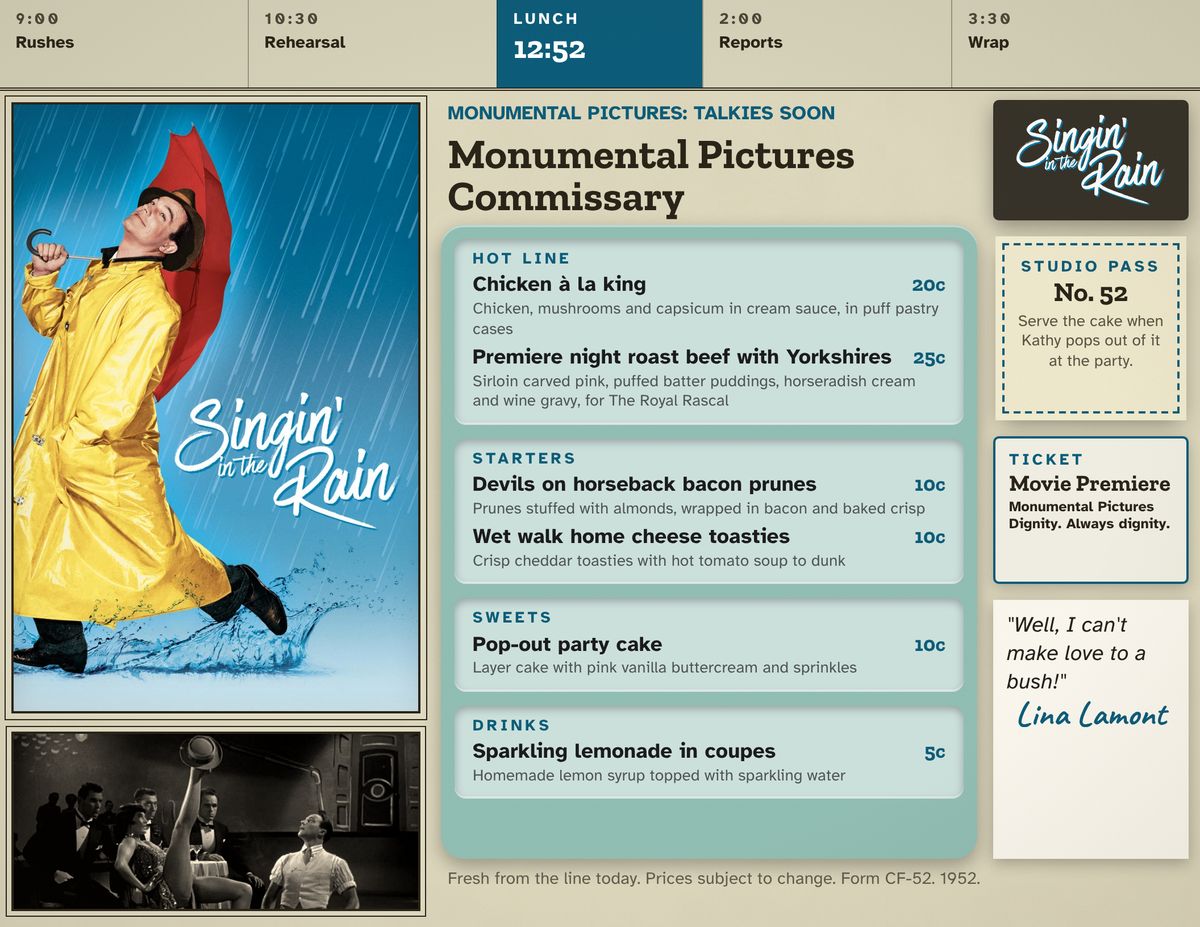 9:00
Rushes
10:30
Rehearsal
LUNCH
12:52
2:00
Reports
3:30
Wrap
Singin'
in the
Rain
MONUMENTAL PICTURES: TALKIES SOON
Monumental Pictures
Commissary
HOT LINE
Chicken à la king 20c
Chicken, mushrooms and capsicum in cream sauce, in puff pastry
cases
Premiere night roast beef with Yorkshires 25c
Sirloin carved pink, puffed batter puddings, horseradish cream
and wine gravy, for The Royal Rascal
STARTERS
Devils on horseback bacon prunes 10c
Prunes stuffed with almonds, wrapped in bacon and baked crisp
Wet walk home cheese toasties 10c
Crisp cheddar toasties with hot tomato soup to dunk
SWEETS
Pop-out party cake 10c
Layer cake with pink vanilla buttercream and sprinkles
DRINKS
Sparkling lemonade in coupes 5c
Homemade lemon syrup topped with sparkling water
Fresh from the line today. Prices subject to change. Form CF-52. 1952.
Singin'
in the
Rain
STUDIO PASS
No. 52
Serve the cake when
Kathy pops out of it
at the party.
TICKET
Movie Premiere
Monumental Pictures
Dignity. Always dignity.
"Well, I can't
make love to a
bush!"
Lina Lamont